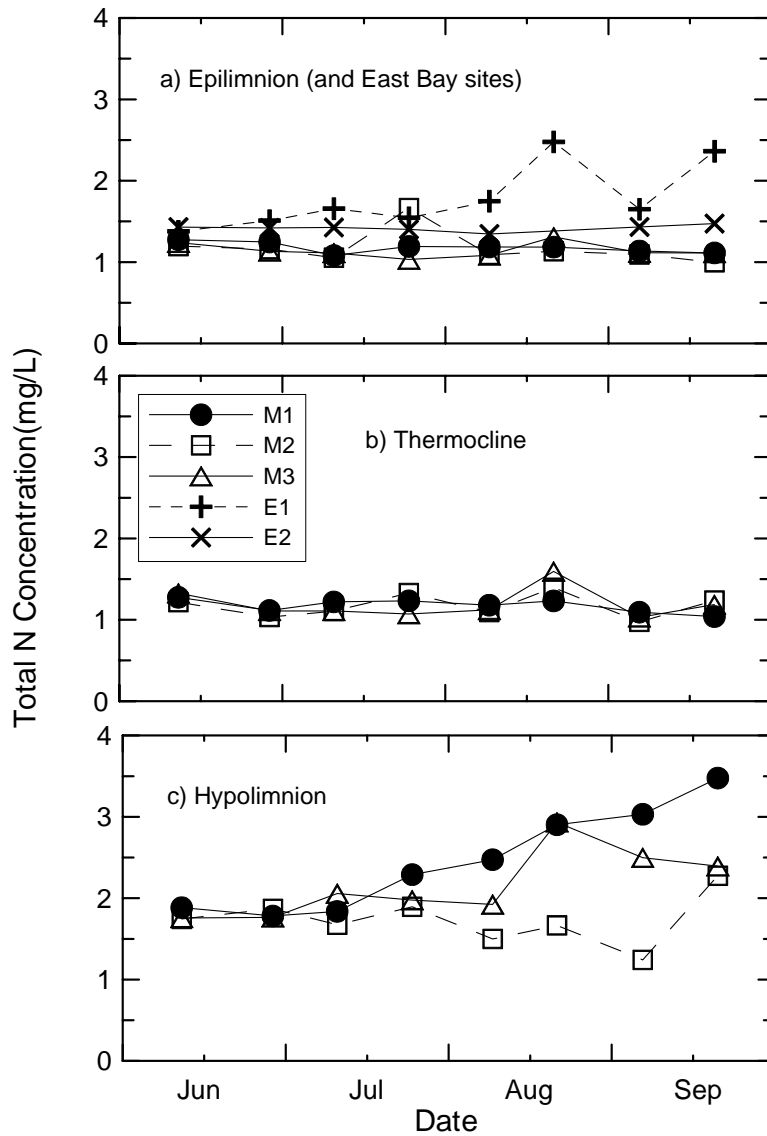 Total N Concentration(mg/L)
4
a) Epilimnion (and East Bay sites)
3
2
1
0
4
M1
M2
b) Thermocline
3
M3
E1
2
E2
1
0
4
c) Hypolimnion
3
2
1
0
Jun Jul Aug Sep
Date